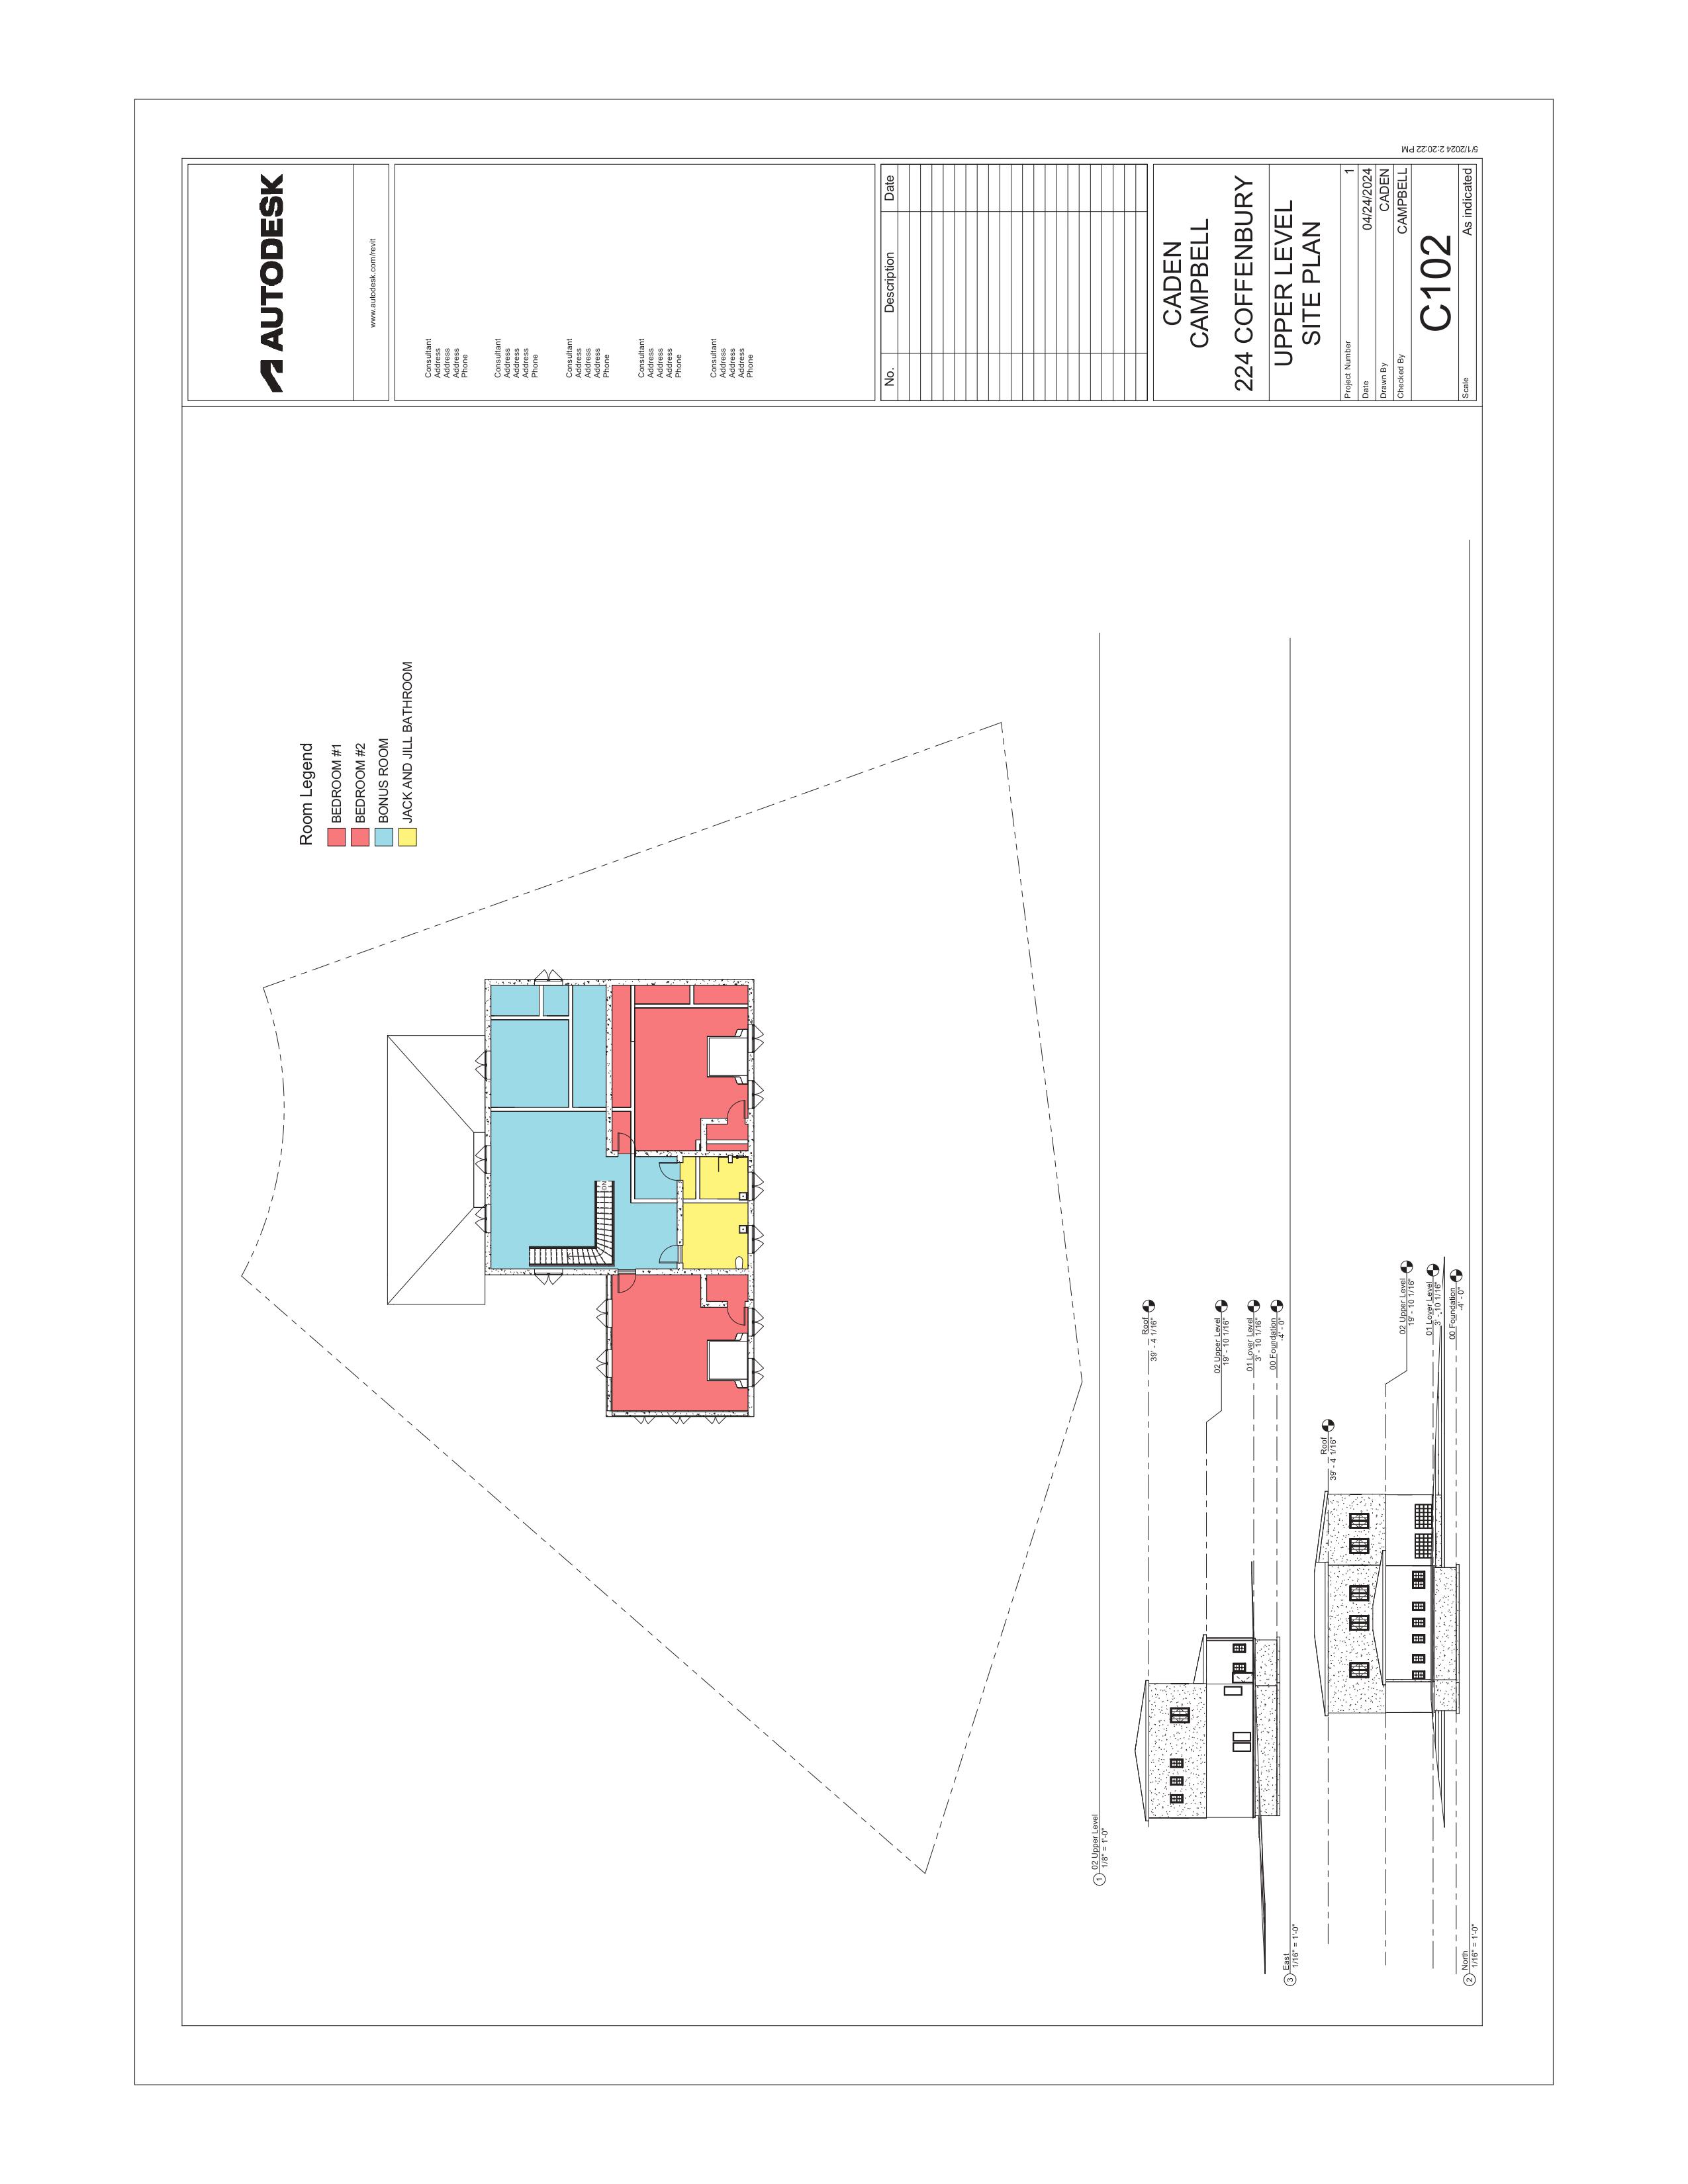 Room Legend
BEDROOM #1
BEDROOM #2
BONUS ROOM
JACK AND JILL BATHROOM
DN
1
02 Upper Level
1/8" = 1'-0"
Roof
39' - 4 1/16"
02 Upper Level
19' - 10 1/16"
01 Lover Level
3' - 10 1/16"
00 Foundation
-4' - 0"
3
East
1/16" = 1'-0"
Roof
39' - 4 1/16"
02 Upper Level
19' - 10 1/16"
01 Lover Level
3' - 10 1/16"
00 Foundation
-4' - 0"
2
North
1/16" = 1'-0"
AUTODESK
www.autodesk.com/revit
Consultant
Address
Address
Address
Phone
Consultant
Address
Address
Address
Phone
Consultant
Address
Address
Address
Phone
Consultant
Address
Address
Address
Phone
Consultant
Address
Address
Address
Phone
No. Description Date
CADEN
CAMPBELL
224 COFFENBURY
UPPER LEVEL
SITE PLAN
Project Number 1
Date 04/24/2024
Drawn By CADEN
Checked By CAMPBELL
C102
Scale As indicated
5/1/2024 2:20:22 PM